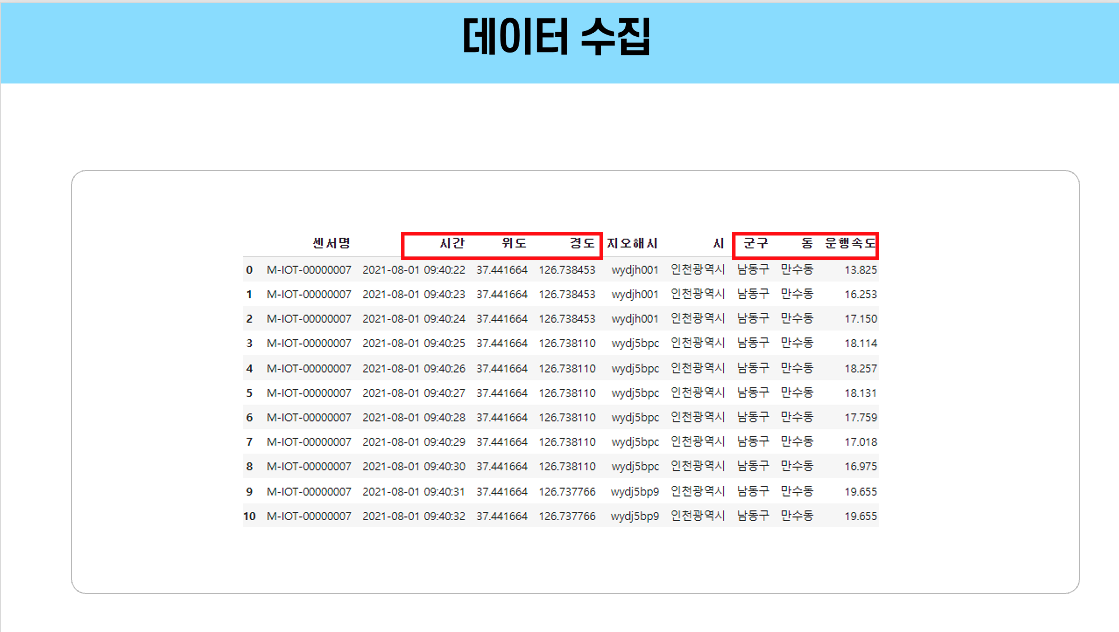 데이터 수집
센서명 시간 위도 경도 지오해시 시 군구 동 운행속도
0 M-IOT-00000007 2021-08-01 09:40:22 37.441664 126.738453 wydjh001 인천광역시 남동구 만수동 13.825
1 M-IOT-00000007 2021-08-01 09:40:23 37.441664 126.738453 wydjh001 인천광역시 남동구 만수동 16.253
2 M-IOT-00000007 2021-08-01 09:40:24 37.441664 126.738453 wydjh001 인천광역시 남동구 만수동 17.150
3 M-IOT-00000007 2021-08-01 09:40:25 37.441664 126.738110 wydj5bpc 인천광역시 남동구 만수동 18.114
4 M-IOT-00000007 2021-08-01 09:40:26 37.441664 126.738110 wydj5bpc 인천광역시 남동구 만수동 18.257
5 M-IOT-00000007 2021-08-01 09:40:27 37.441664 126.738110 wydj5bpc 인천광역시 남동구 만수동 18.131
6 M-IOT-00000007 2021-08-01 09:40:28 37.441664 126.738110 wydj5bpc 인천광역시 남동구 만수동 17.759
7 M-IOT-00000007 2021-08-01 09:40:29 37.441664 126.738110 wydj5bpc 인천광역시 남동구 만수동 17.018
8 M-IOT-00000007 2021-08-01 09:40:30 37.441664 126.738110 wydj5bpc 인천광역시 남동구 만수동 16.975
9 M-IOT-00000007 2021-08-01 09:40:31 37.441664 126.737766 wydj5bp9 인천광역시 남동구 만수동 19.655
10 M-IOT-00000007 2021-08-01 09:40:32 37.441664 126.737766 wydj5bp9 인천광역시 남동구 만수동 19.655